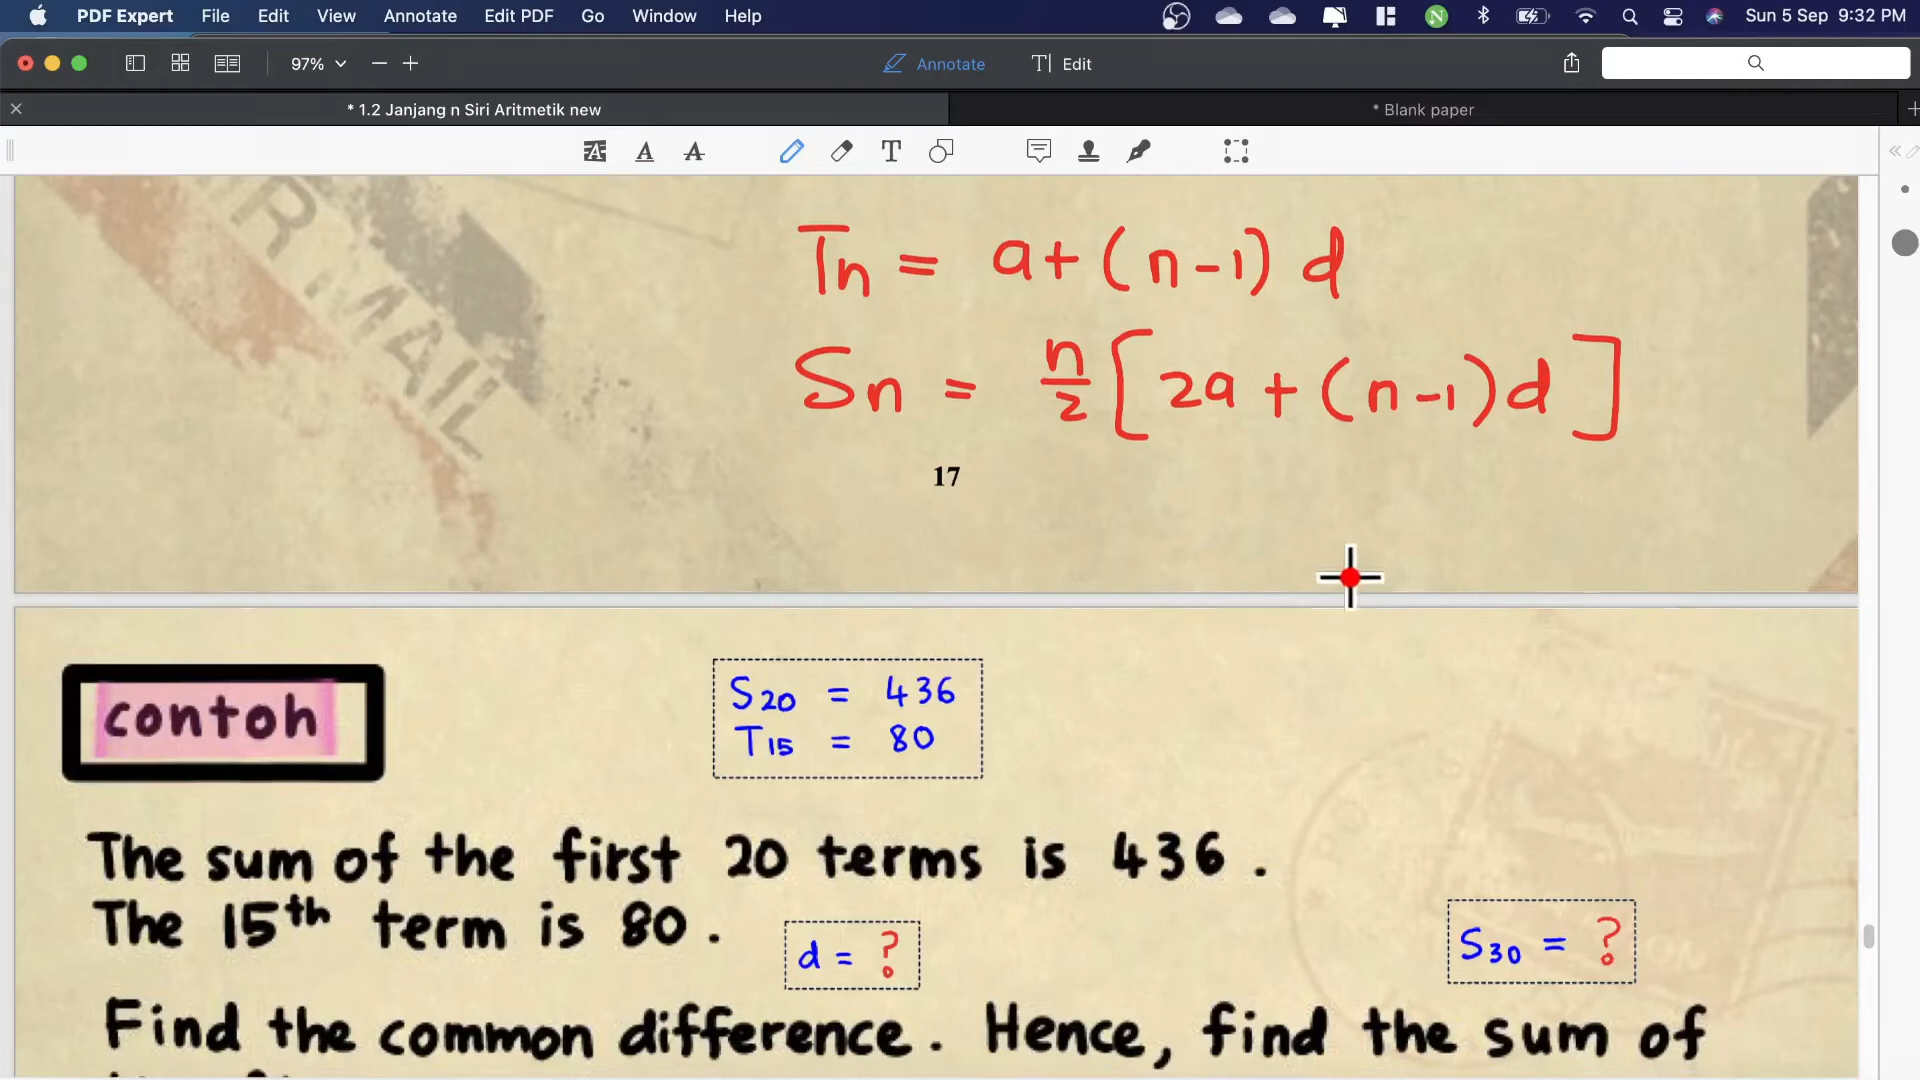 PDF Expert File Edit View Annotate Edit PDF Go Window Help Sun 5 Sep 9:32 PM
97% Annotate Edit
* 1.2 Janjang n Siri Aritmetik new * Blank paper
R MAIL
Tn = a+(n-1) d
Sn = n/2 [2a + (n-1)d]
17
contoh
S20 = 436
T15 = 80
The sum of the first 20 terms is 436.
The 15th term is 80.
d = ?
S30 = ?
Find the common difference. Hence, find the sum of